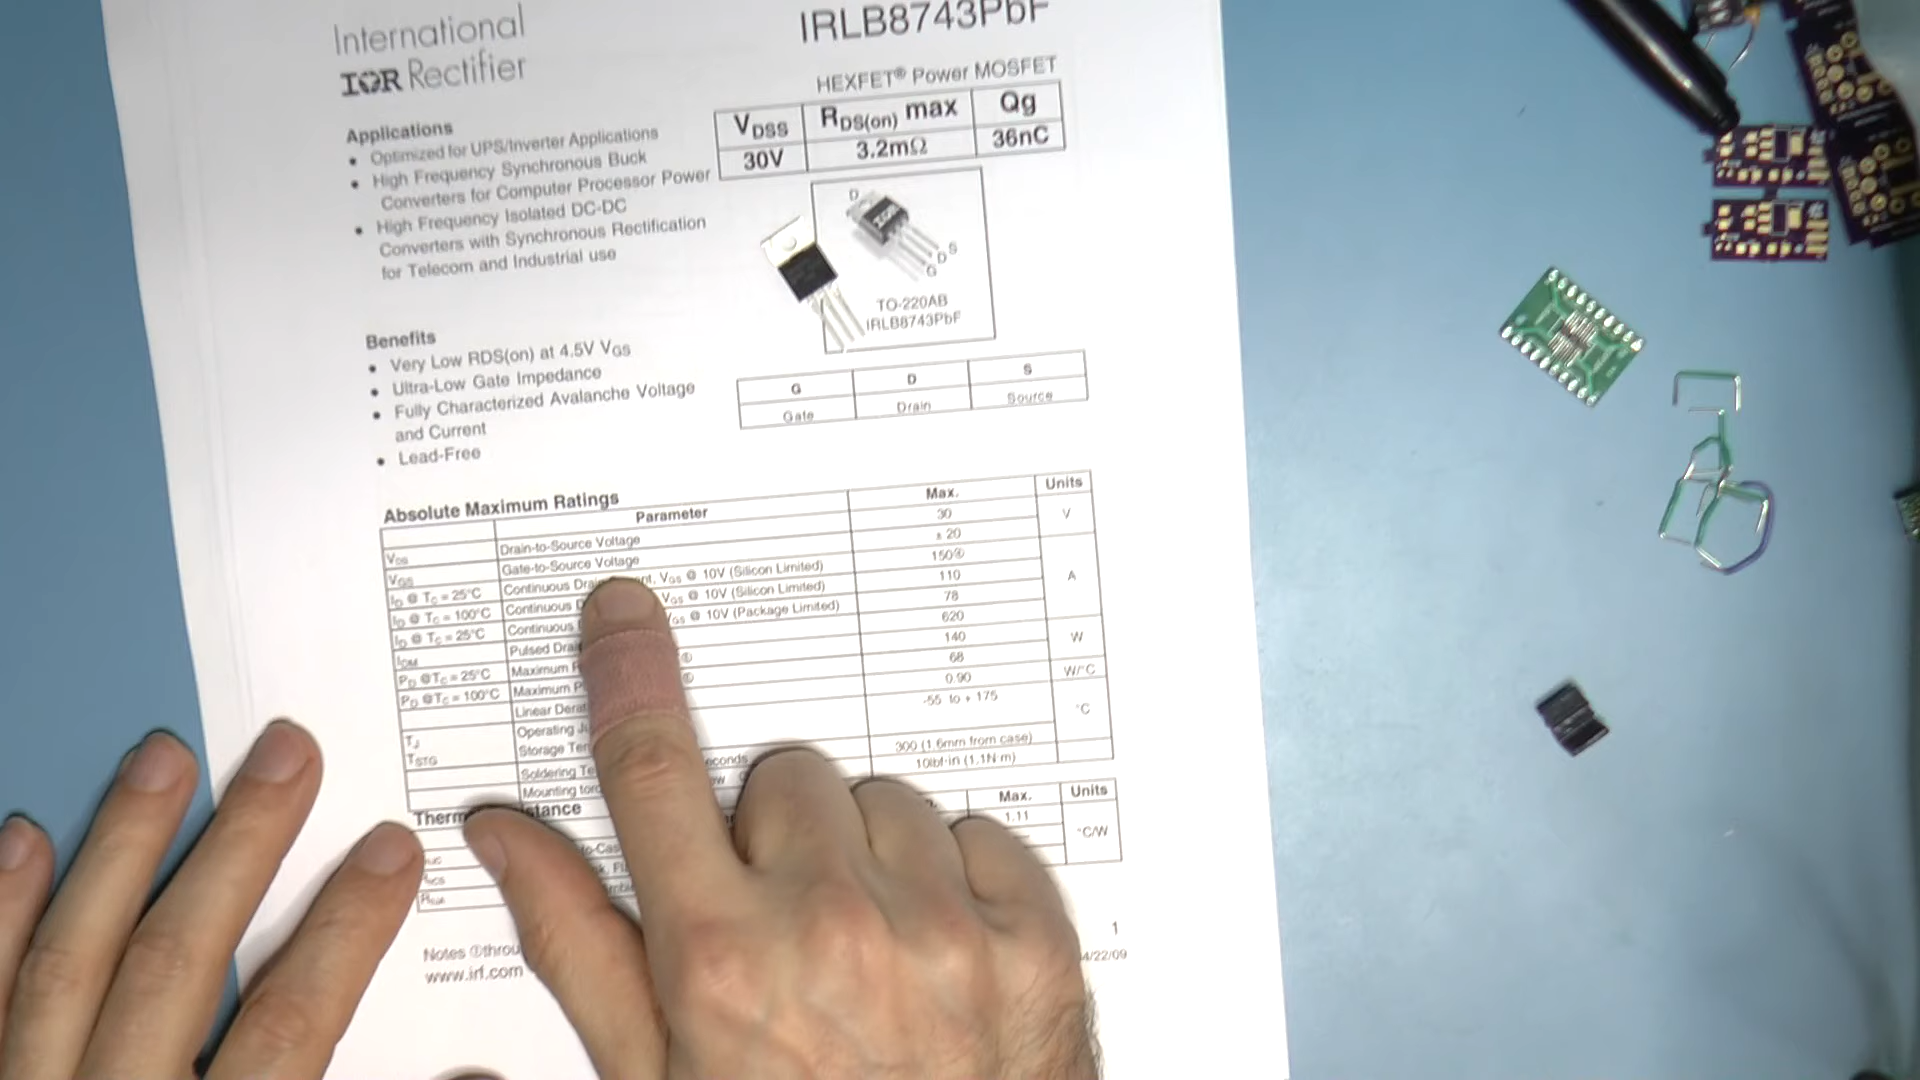 International
IOR Rectifier
IRLB8743PbF
HEXFET® Power MOSFET
VDSS RDS(on) max Qg
30V 3.2mΩ 36nC
Applications
• Optimized for UPS/Inverter Applications
• High Frequency Synchronous Buck
Converters for Computer Processor Power
• High Frequency Isolated DC-DC
Converters with Synchronous Rectification
for Telecom and Industrial use
D
IOR
S
D
G
TO-220AB
IRLB8743PbF
Benefits
• Very Low RDS(on) at 4.5V VGS
• Ultra-Low Gate Impedance
• Fully Characterized Avalanche Voltage
and Current
• Lead-Free
G D S
Gate Drain Source
Absolute Maximum Ratings
Parameter Max. Units
VDS Drain-to-Source Voltage 30 V
VGS Gate-to-Source Voltage ± 20
ID @ TC = 25°C Continuous VGS @ 10V (Silicon Limited) 150④ A
ID @ TC = 100°C Continuous VGS @ 10V (Silicon Limited) 110
ID @ TC = 25°C Continuous VGS @ 10V (Package Limited) 78
IDM Pulsed 620
PD @TC = 25°C Maximum 140 W
PD @TC = 100°C Maximum 68
Linear 0.90 W/°C
TJ Operating -55 to + 175 °C
TSTG Storage
Soldering 300 (1.6mm from case)
Mounting 10lbf·in (1.1N·m)
Max. Units
1.11
°C/W
Notes ①
www.irf.com
1
4/22/09